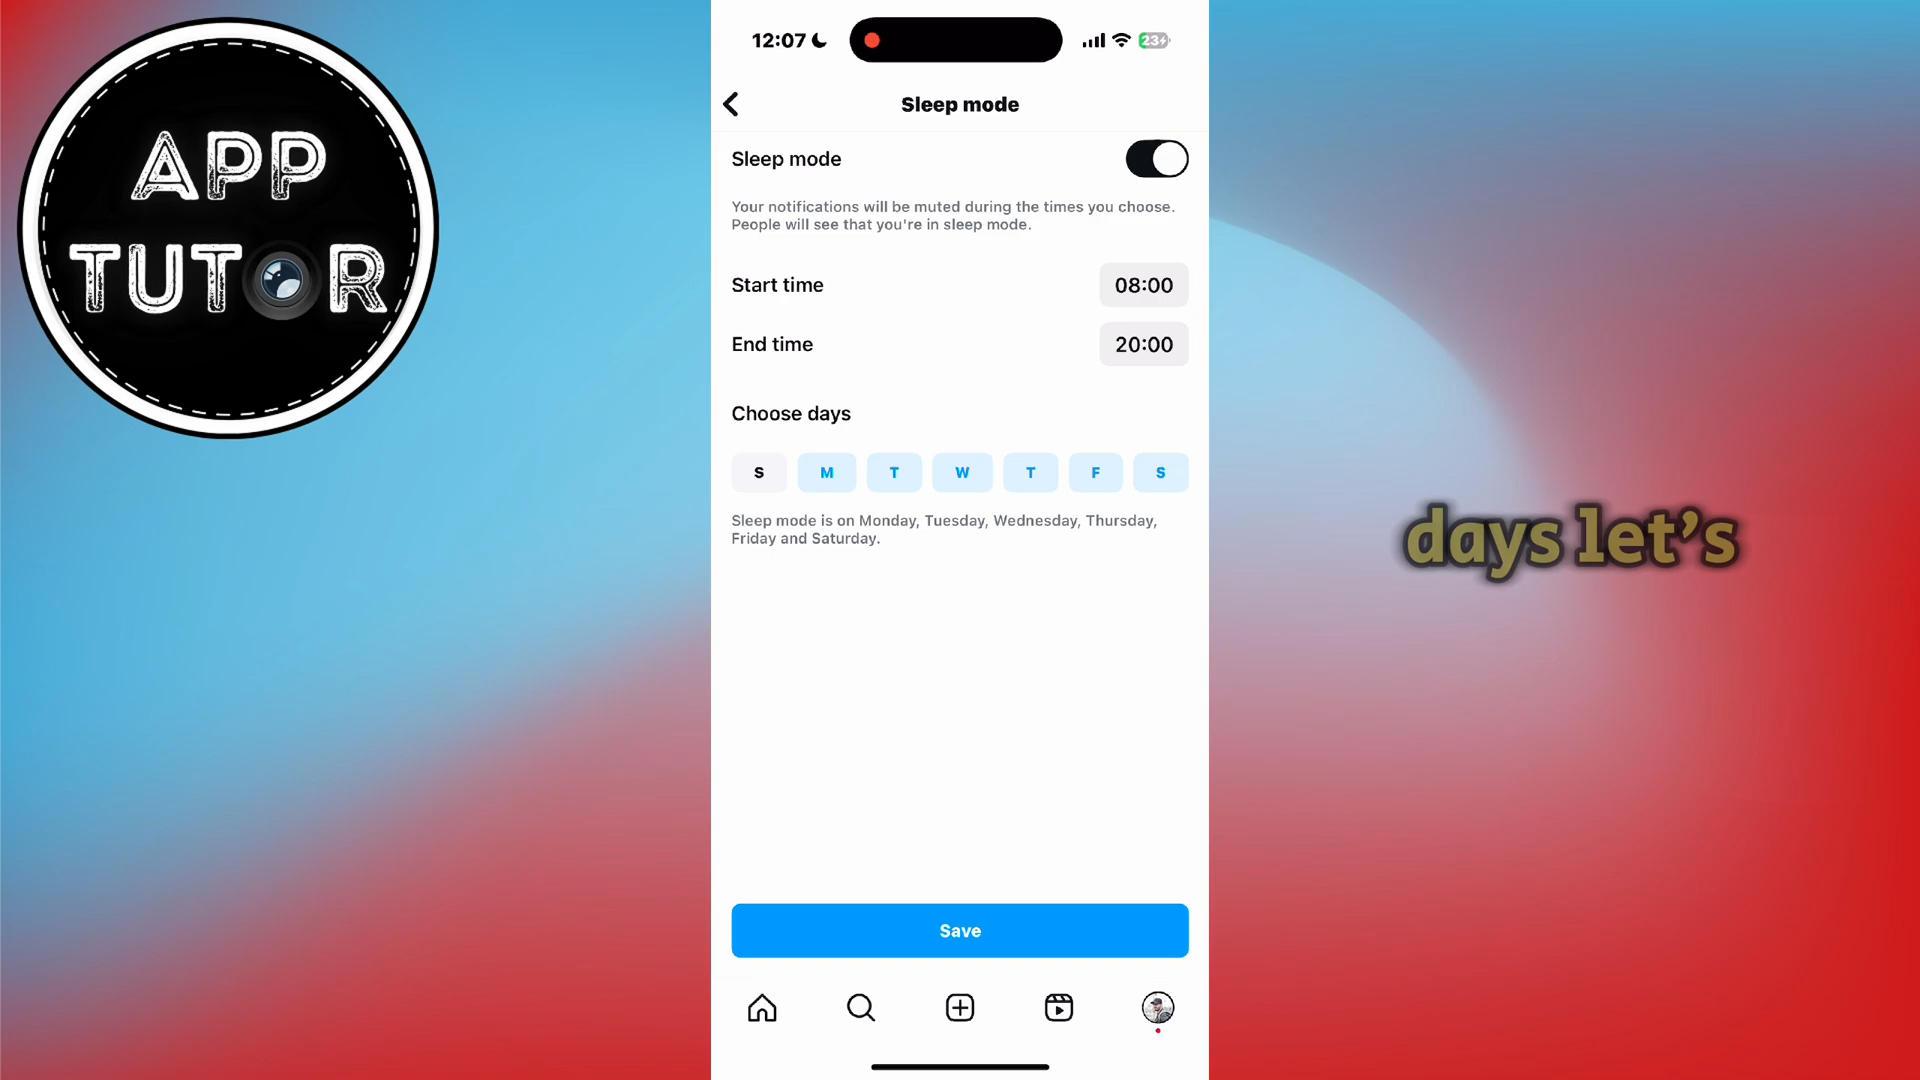 APP
TUTOR
12:07
23
Sleep mode
Sleep mode
Your notifications will be muted during the times you choose.
People will see that you're in sleep mode.
Start time
08:00
End time
20:00
Choose days
S M T W T F S
Sleep mode is on Monday, Tuesday, Wednesday, Thursday,
Friday and Saturday.
days let's
Save